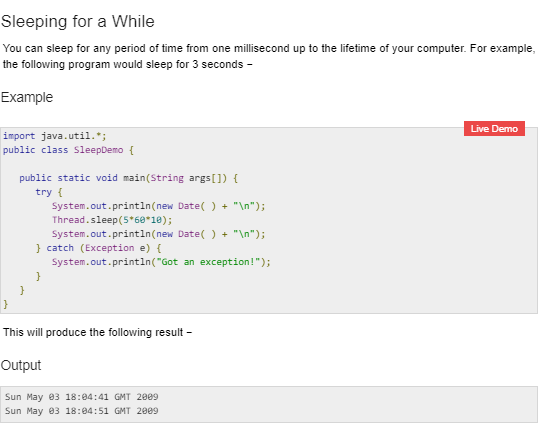 Sleeping for a While
You can sleep for any period of time from one millisecond up to the lifetime of your computer. For example,
the following program would sleep for 3 seconds −
Example
Live Demo
import java.util.*;
public class SleepDemo {
public static void main(String args[]) {
try {
System.out.println(new Date( ) + "\n");
Thread.sleep(5*60*10);
System.out.println(new Date( ) + "\n");
} catch (Exception e) {
System.out.println("Got an exception!");
}
}
}
This will produce the following result −
Output
Sun May 03 18:04:41 GMT 2009
Sun May 03 18:04:51 GMT 2009